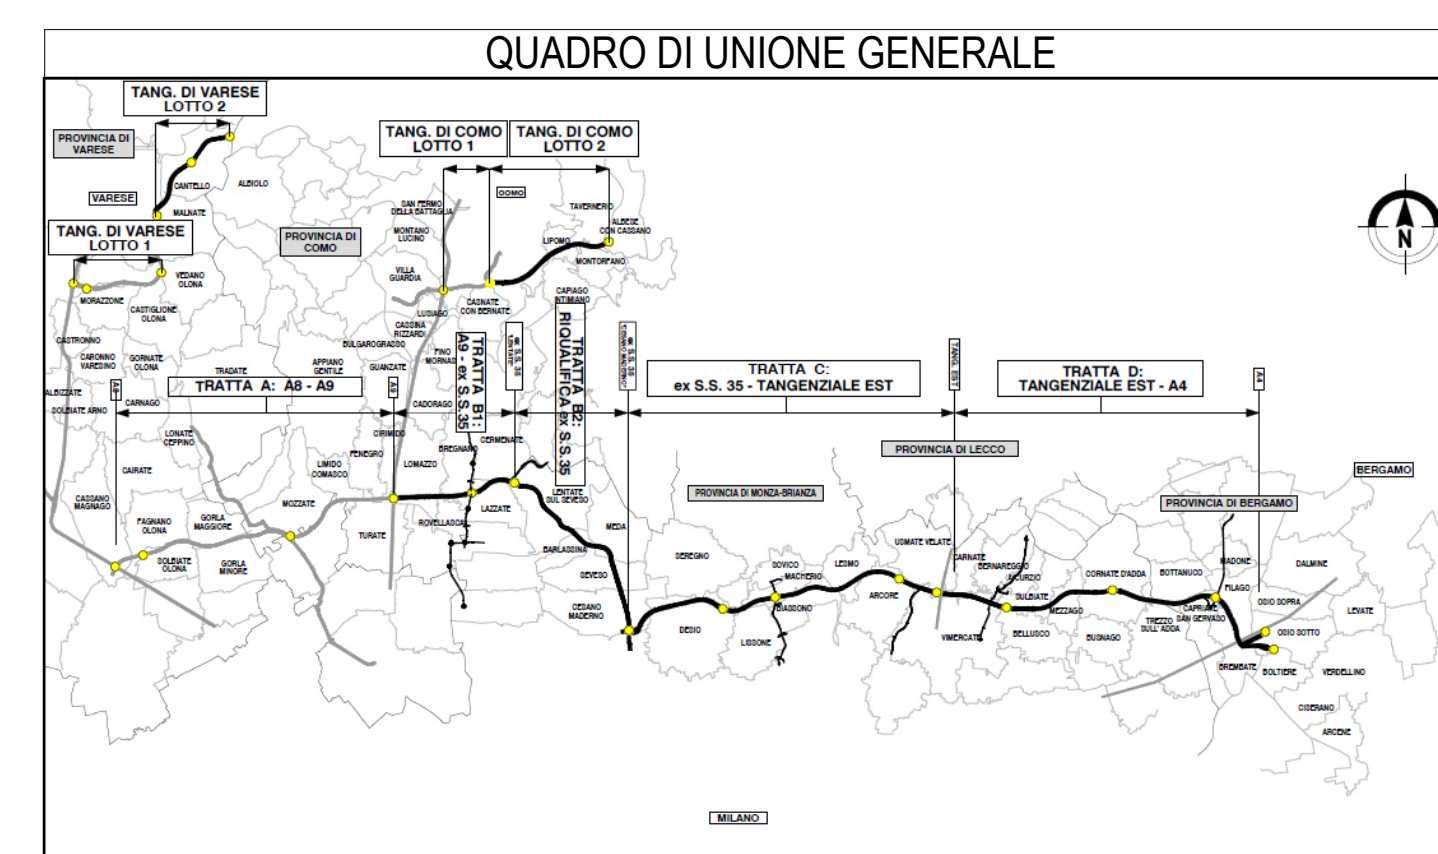 QUADRO DI UNIONE GENERALE
TANG. DI VARESE
LOTTO 2
PROVINCIA DI
VARESE
CANTELLO
ALBIOLO
VARESE
MALNATE
TANG. DI VARESE
LOTTO 1
PROVINCIA DI
COMO
VEDANO
OLONA
MORAZZONE
CASTIGLIONE
OLONA
TANG. DI COMO
LOTTO 1
TANG. DI COMO
LOTTO 2
COMO
SAN FERMO
DELLA BATTAGLIA
TAVERNERIO
MONTANO
LUCINO
ALBESE
CON CASSANO
LIPOMO
MONTORFANO
VILLA
GUARDIA
CAPIAGO
INTIMIANO
LUISAGO
CASNATE
CON BERNATE
CASSINA
RIZZARDI
BULGAROGRASSO
FINO
MORNAS
N
CASTRONNO
CARONNO
VARESINO
GORNATE
OLONA
TRADATE
APPIANO
GENTILE
GUANZATE
ALBIZZATE
SOLBIATE ARNO
CARNAGO
A8
TRATTA A: A8 - A9
A9
CADORAGO
TRATTA B1:
A9 - ex S.S.35
ex S.S. 35
LENTATE
TRATTA B2:
RIQUALIFICA ex S.S.35
ex S.S. 35
TRATTA C:
ex S.S. 35 - TANGENZIALE EST
TANG. EST
TRATTA D:
TANGENZIALE EST - A4
A4
LONATE
CEPPINO
CIRIMIDO
FENEGRO
BREGNANO
CERMENATE
CAIRATE
LIMIDO
COMASCO
LOMAZZO
PROVINCIA DI LECCO
BERGAMO
CASSANO
MAGNAGO
MOZZATE
LENTATE
SUL SEVESO
PROVINCIA DI MONZA-BRIANZA
PROVINCIA DI BERGAMO
FAGNANO
OLONA
GORLA
MAGGIORE
TURATE
ROVELLASCA
LAZZATE
MEDA
SOLBIATE
OLONA
GORLA
MINORE
BARLASSINA
SEVESO
SEREGNO
SOVICO
MACHERIO
LESMO
USMATE VELATE
CARNATE
BERNAREGGIO
AICURZIO
CORNATE D'ADDA
BOTTANUCO
MADONE
DALMINE
CESANO
MADERNO
DESIO
BIASSONO
LISSONE
ARCORE
SULBIATE
MEZZAGO
FILAGO
OSIO SOPRA
LEVATE
CAPRIATE
SAN GERVASO
TREZZO
SULL' ADDA
VIMERCATE
BELLUSCO
BUSNAGO
OSIO SOTTO
BREMBATE
BOLTIERE
VERDELLINO
CISERANO
ARCENE
MILANO